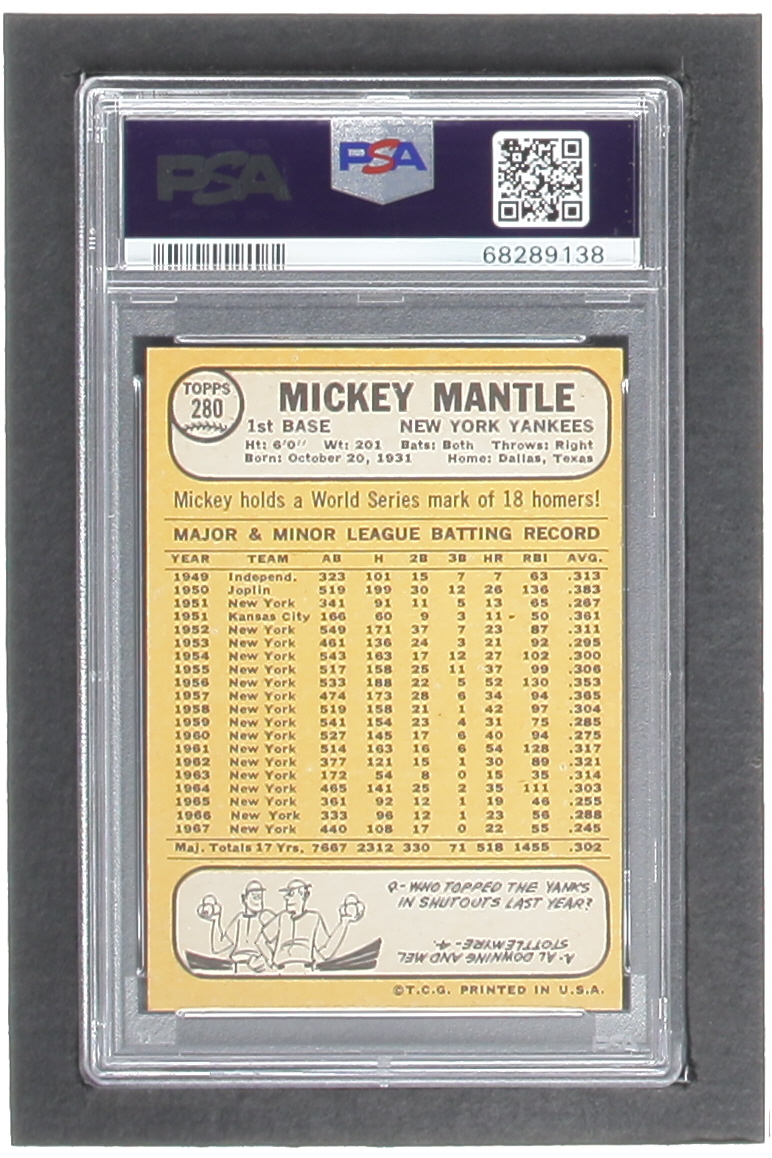 PSA
PSA
68289138
TOPPS
280
MICKEY MANTLE
1st BASE NEW YORK YANKEES
Ht: 6'0" Wt: 201 Bats: Both Throws: Right
Born: October 20, 1931 Home: Dallas, Texas
Mickey holds a World Series mark of 18 homers!
MAJOR & MINOR LEAGUE BATTING RECORD
YEAR TEAM AB H 2B 3B HR RBI AVG.
1949 Independ. 323 101 15 7 7 63 .313
1950 Joplin 519 199 30 12 26 136 .383
1951 New York 341 91 11 5 13 65 .267
1951 Kansas City 166 60 9 3 11 50 .361
1952 New York 549 171 37 7 23 87 .311
1953 New York 461 136 24 3 21 92 .295
1954 New York 543 163 17 12 27 102 .300
1955 New York 517 158 25 11 37 99 .306
1956 New York 533 188 22 5 52 130 .353
1957 New York 474 173 28 6 34 94 .365
1958 New York 519 158 21 1 42 97 .304
1959 New York 541 154 23 4 31 75 .285
1960 New York 527 145 17 6 40 94 .275
1961 New York 514 163 16 6 54 128 .317
1962 New York 377 121 15 1 30 89 .321
1963 New York 172 54 8 0 15 35 .314
1964 New York 465 141 25 2 35 111 .303
1965 New York 361 92 12 1 19 46 .255
1966 New York 333 96 12 1 23 56 .288
1967 New York 440 108 17 0 22 55 .245
Maj. Totals 17 Yrs. 7667 2312 330 71 518 1455 .302
Q-WHO TOPPED THE YANKS
IN SHUTOUTS LAST YEAR?
A-AL DOWNING AND MEL
STOTTLEMYRE-4.
©T.C.G. PRINTED IN U.S.A.